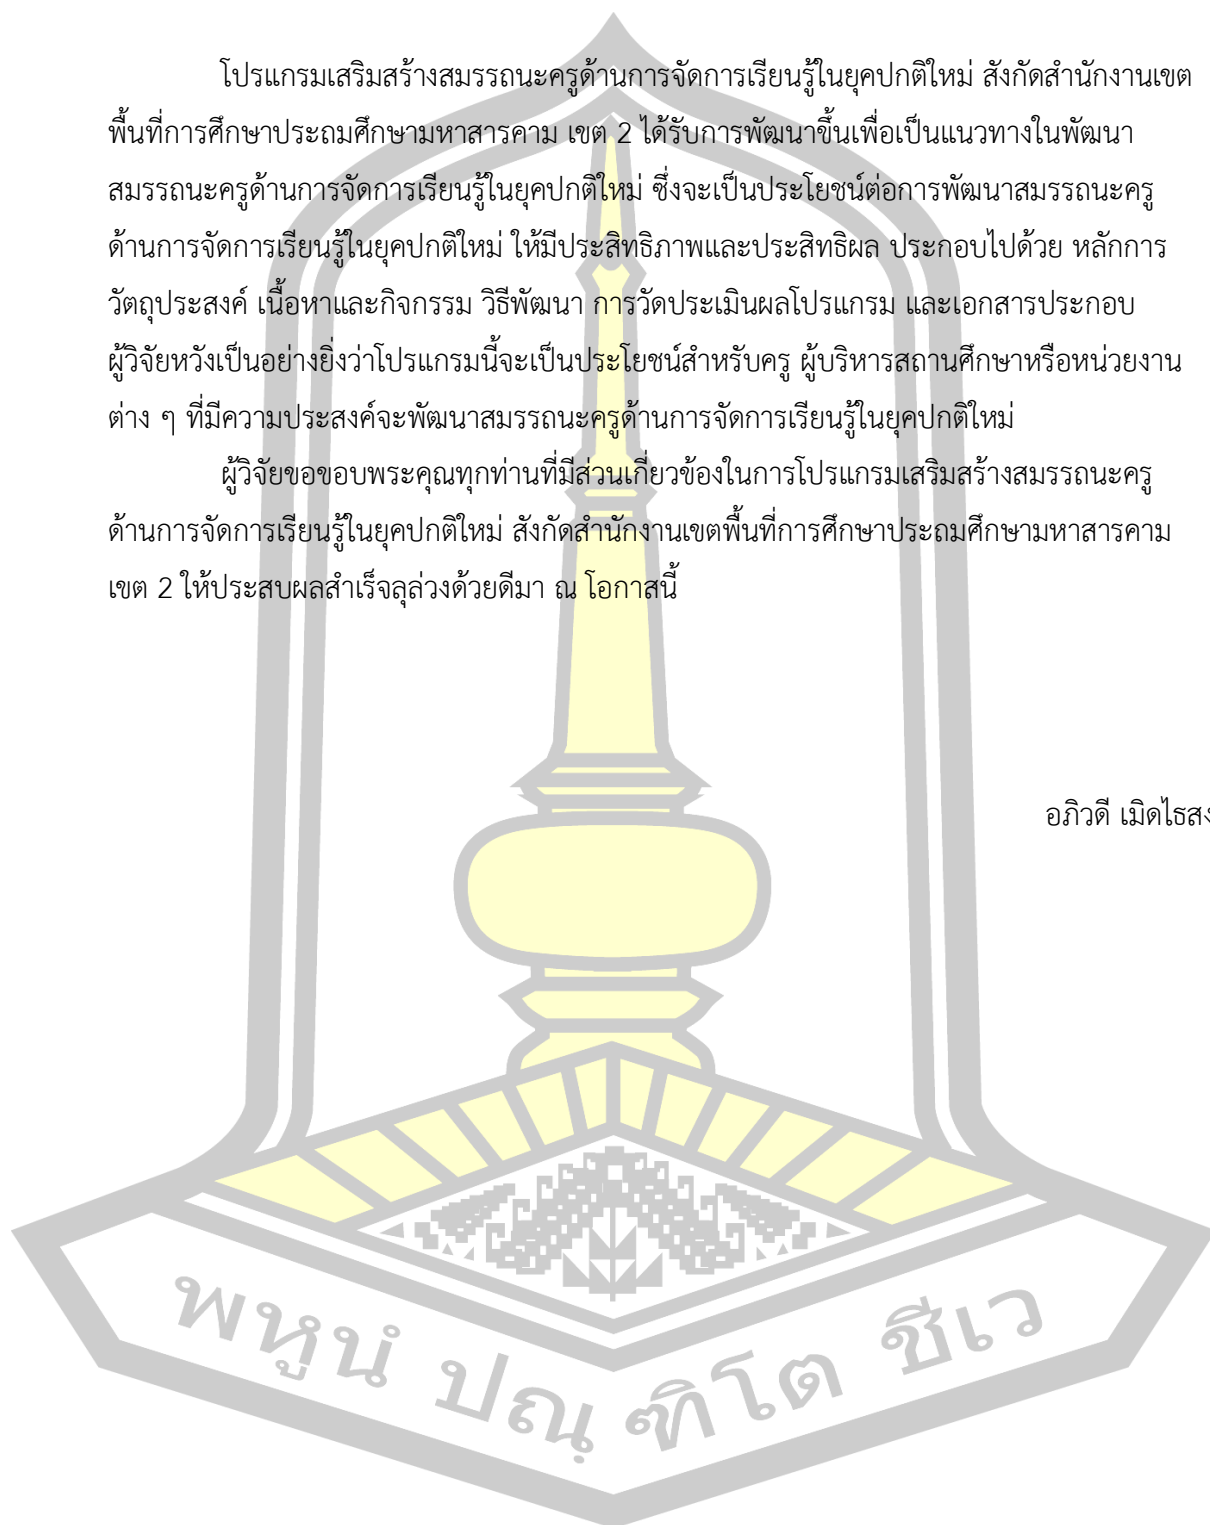 โปรแกรมเสริมสร้างสมรรถนะครูด้านการจัดการเรียนรู้ในยุคปกติใหม่ สังกัดสำนักงานเขต
พื้นที่การศึกษาประถมศึกษามหาสารคาม เขต 2 ได้รับการพัฒนาขึ้นเพื่อเป็นแนวทางในพัฒนา
สมรรถนะครูด้านการจัดการเรียนรู้ในยุคปกติใหม่ ซึ่งจะเป็นประโยชน์ต่อการพัฒนาสมรรถนะครู
ด้านการจัดการเรียนรู้ในยุคปกติใหม่ ให้มีประสิทธิภาพและประสิทธิผล ประกอบไปด้วย หลักการ
วัตถุประสงค์ เนื้อหาและกิจกรรม วิธีพัฒนา การวัดประเมินผลโปรแกรม และเอกสารประกอบ
ผู้วิจัยหวังเป็นอย่างยิ่งว่าโปรแกรมนี้จะเป็นประโยชน์สำหรับครู ผู้บริหารสถานศึกษาหรือหน่วยงาน
ต่าง ๆ ที่มีความประสงค์จะพัฒนาสมรรถนะครูด้านการจัดการเรียนรู้ในยุคปกติใหม่
ผู้วิจัยขอขอบพระคุณทุกท่านที่มีส่วนเกี่ยวข้องในการโปรแกรมเสริมสร้างสมรรถนะครู
ด้านการจัดการเรียนรู้ในยุคปกติใหม่ สังกัดสำนักงานเขตพื้นที่การศึกษาประถมศึกษามหาสารคาม
เขต 2 ให้ประสบผลสำเร็จลุล่วงด้วยดีมา ณ โอกาสนี้
อภิวดี เมิดไธสง
พหูนํ ปณฺฑิโต ชีเว